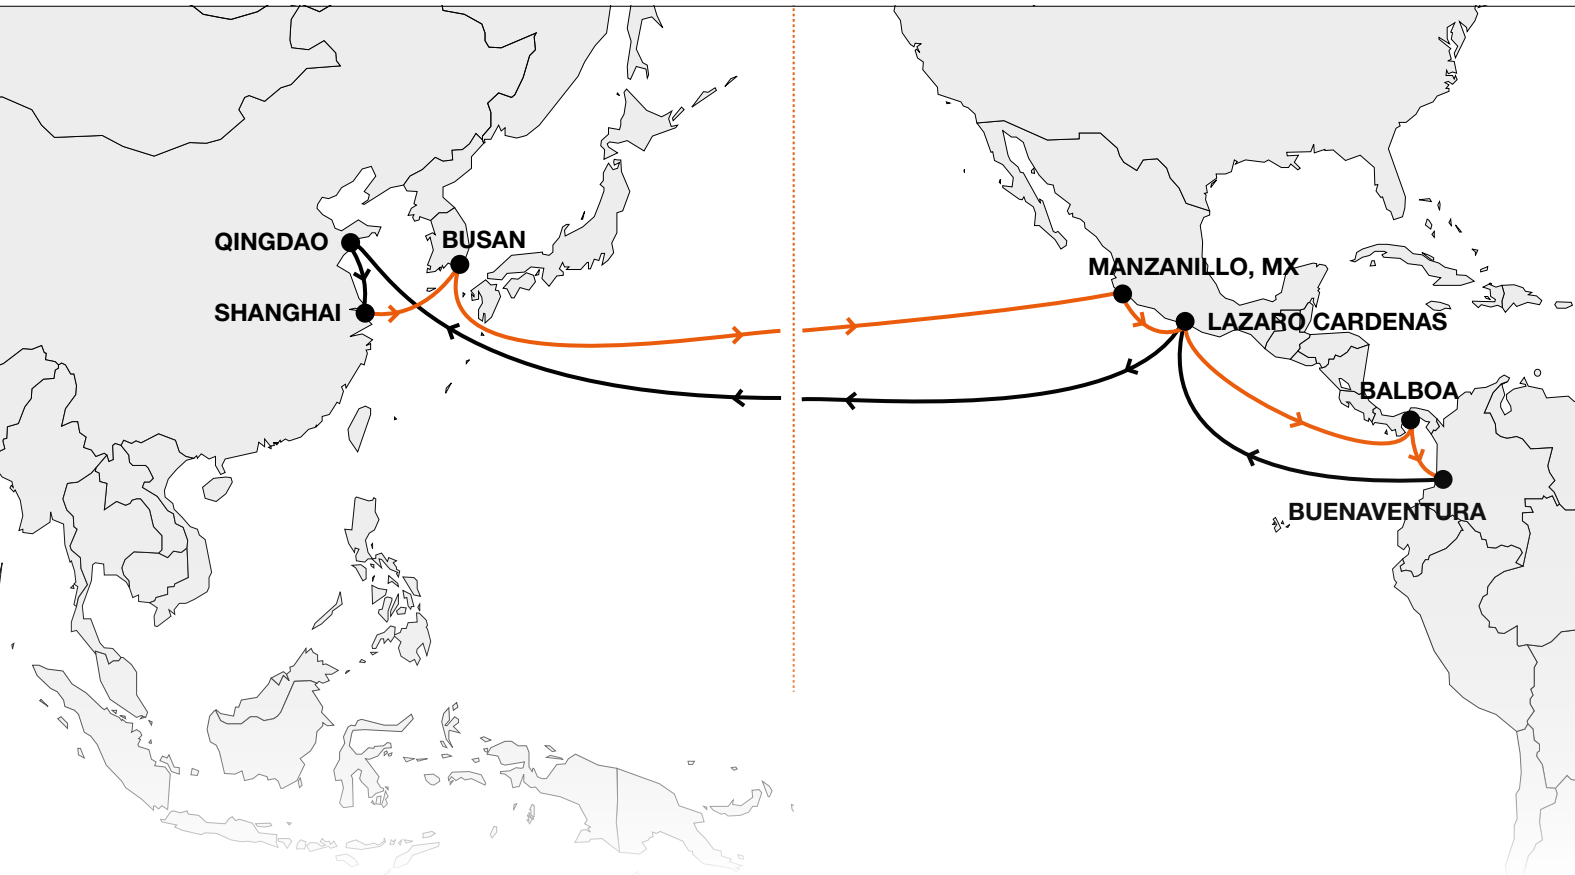 QINGDAO
BUSAN
MANZANILLO, MX
SHANGHAI
LAZARO CARDENAS
BALBOA
BUENAVENTURA